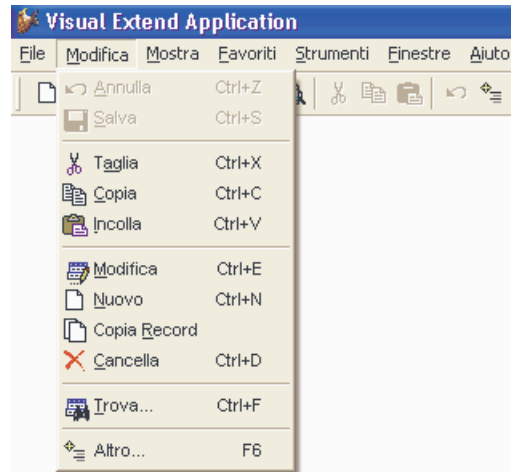 Visual Extend Application
File Modifica Mostra Favoriti Strumenti Finestre Aiuto
Annulla Ctrl+Z
Salva Ctrl+S
Taglia Ctrl+X
Copia Ctrl+C
Incolla Ctrl+V
Modifica Ctrl+E
Nuovo Ctrl+N
Copia Record
Cancella Ctrl+D
Trova... Ctrl+F
Altro... F6